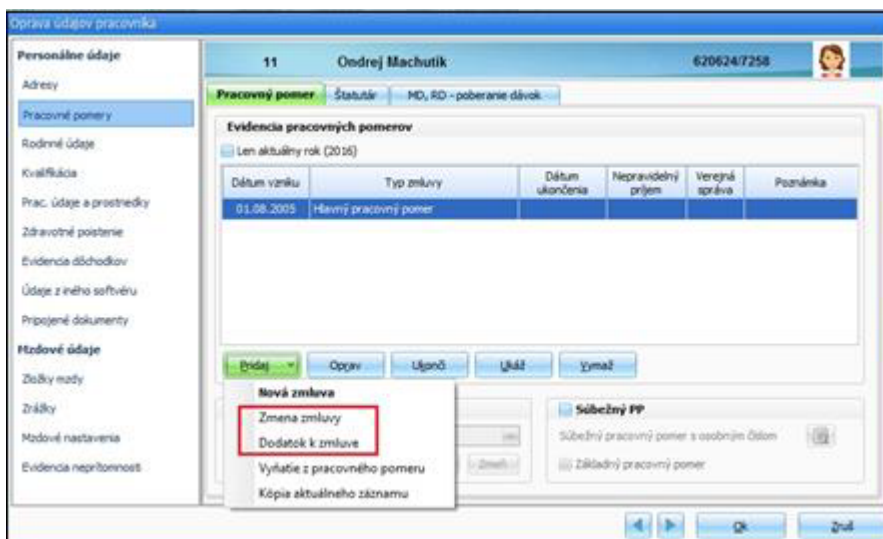 Oprava údajov pracovníka
Personálne údaje
Adresy
Pracovné pomery
Rodinné údaje
Kvalifikácia
Prac. údaje a prostriedky
Zdravotné poistenie
Evidencia dôchodkov
Údaje z iného softvéru
Pripojené dokumenty
Mzdové údaje
Zložky mzdy
Zrážky
Mzdové nastavenia
Evidencia neprítomnosti
11 Ondrej Machutík 620624/7258
Pracovný pomer Štatutár MD, RD - poberanie dávok
Evidencia pracovných pomerov
Len aktuálny rok (2016)
Dátum vzniku Typ zmluvy Dátum ukončenia Nepravidelný príjem Verejná správa Poznámka
01.08.2005 Hlavný pracovný pomer
Pridaj Oprav Ukonč Ukáž Vymaž
Nová zmluva
Zmena zmluvy
Dodatok k zmluve
Vyňatie z pracovného pomeru
Kópia aktuálneho záznamu
Zmeň
Súbežný PP
Súbežný pracovný pomer s osobným číslom
Základný pracovný pomer
Ok Zruš